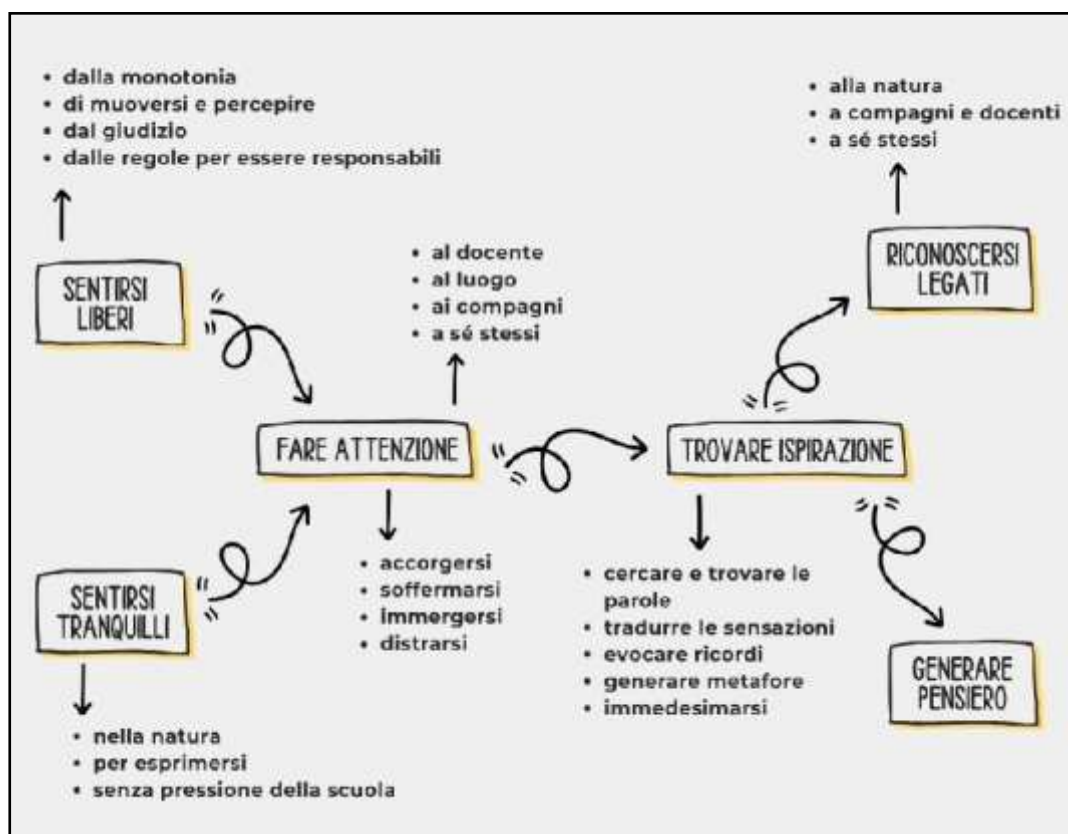 • dalla monotonia
• di muoversi e percepire
• dal giudizio
• dalle regole per essere responsabili
SENTIRSI
LIBERI
• al docente
• al luogo
• ai compagni
• a sé stessi
• alla natura
• a compagni e docenti
• a sé stessi
RICONOSCERSI
LEGATI
FARE ATTENZIONE
TROVARE ISPIRAZIONE
SENTIRSI
TRANQUILLI
• accorgersi
• soffermarsi
• immergersi
• distrarsi
• cercare e trovare le
parole
• tradurre le sensazioni
• evocare ricordi
• generare metafore
• immedesimarsi
GENERARE
PENSIERO
• nella natura
• per esprimersi
• senza pressione della scuola